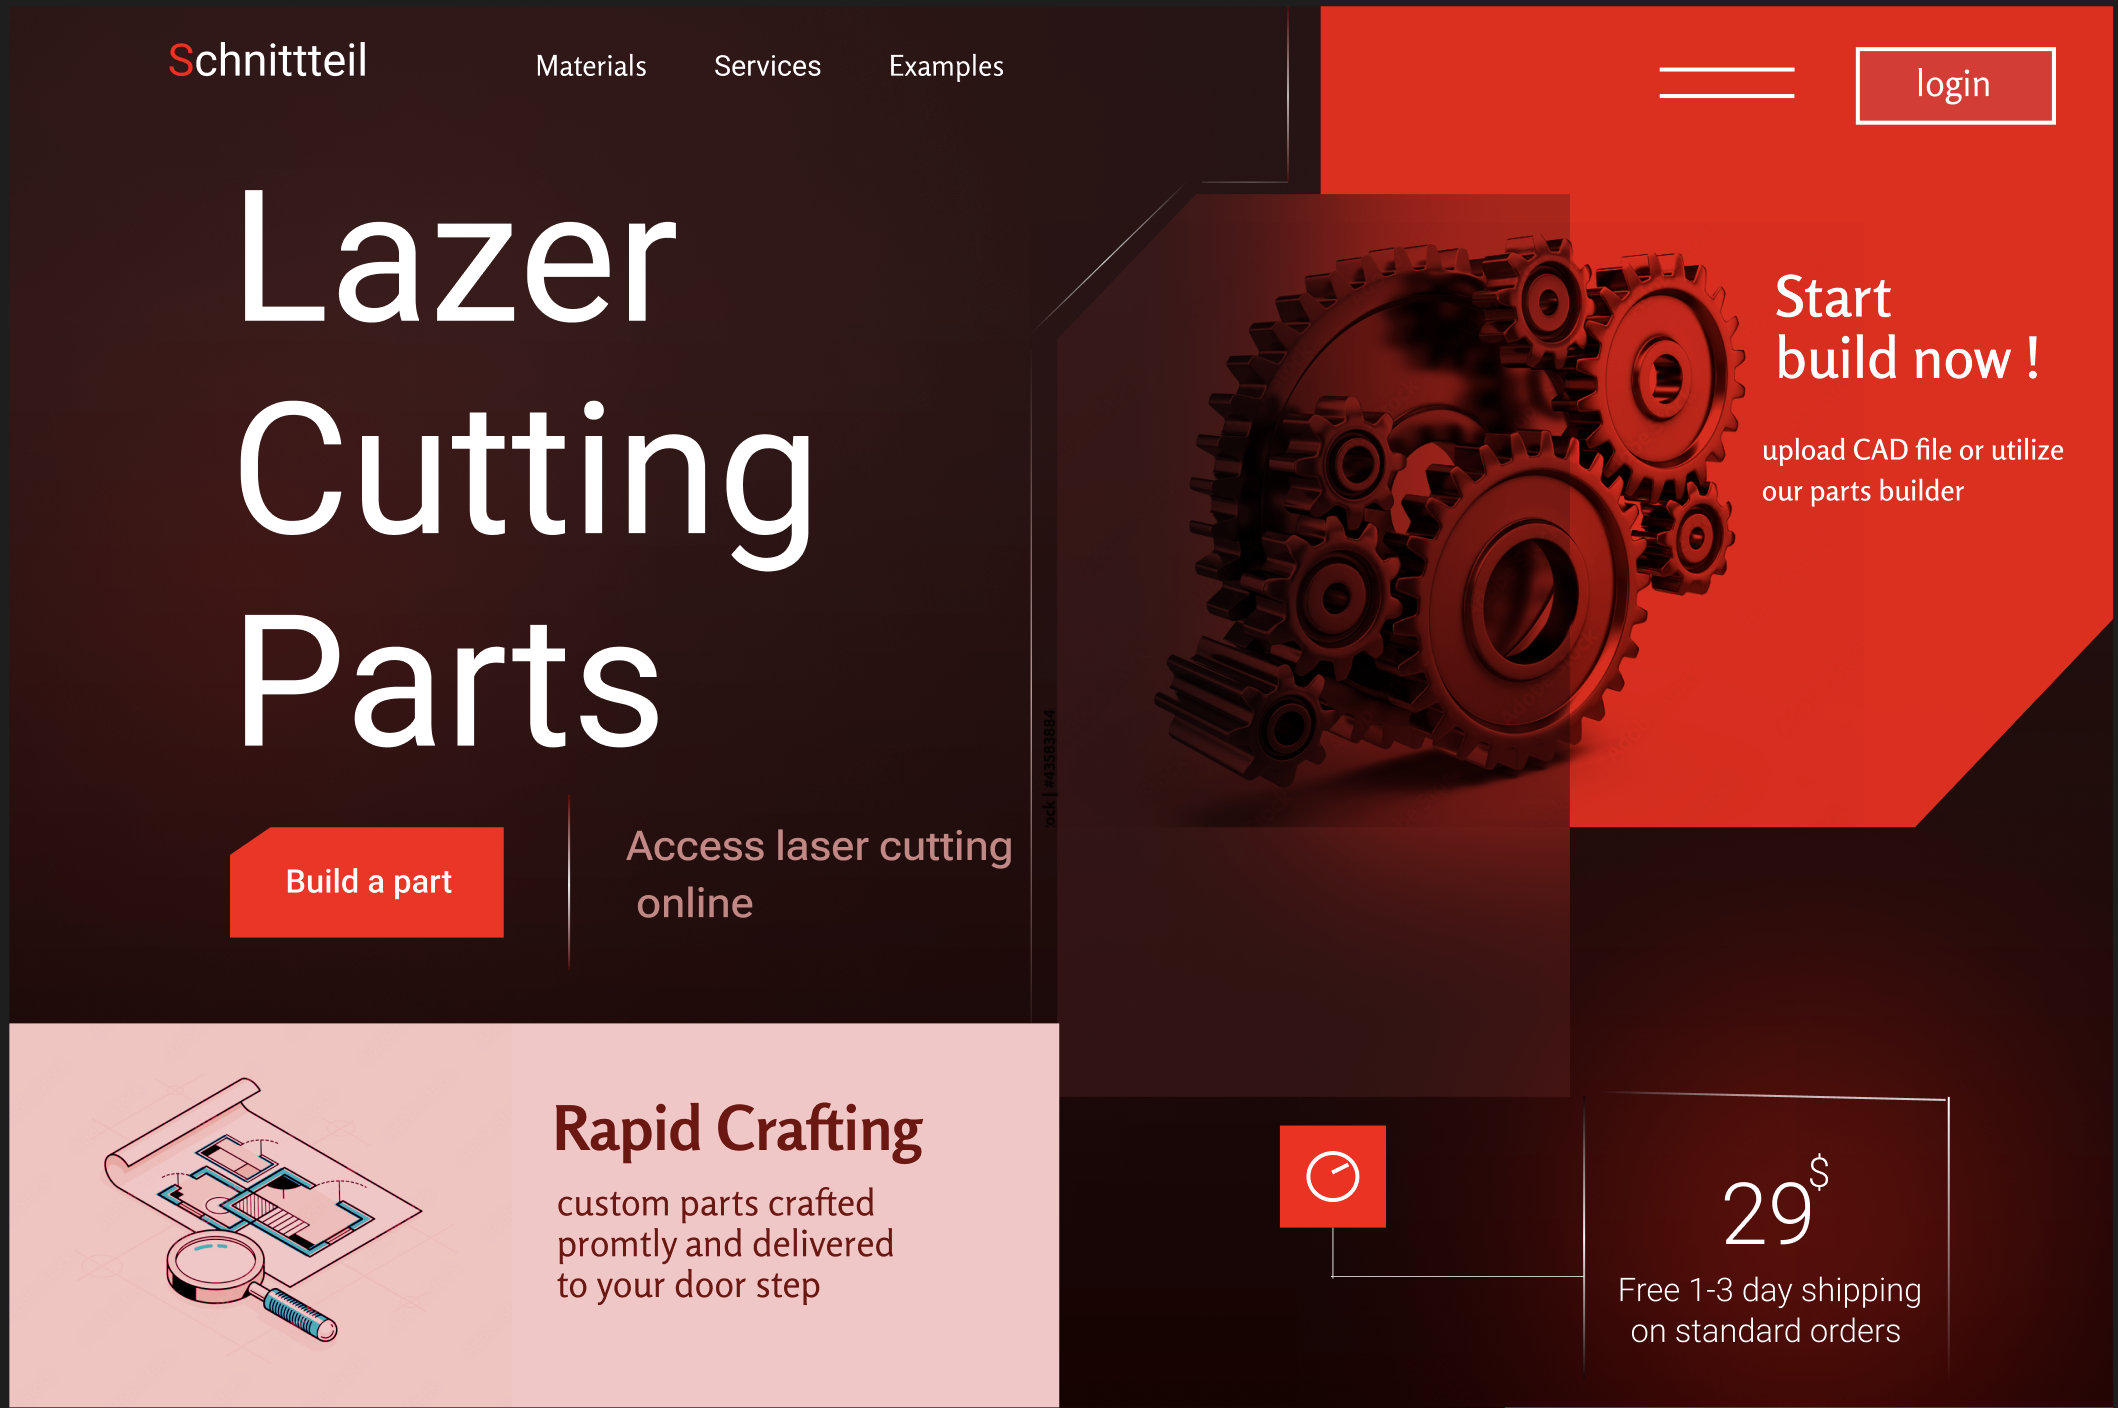 Schnittteil
Materials
Services
Examples
login
Lazer
Cutting
Parts
Start
build now !
upload CAD file or utilize
our parts builder
Build a part
Access laser cutting
online
ock | #43583884
Rapid Crafting
custom parts crafted
promtly and delivered
to your door step
29$
Free 1-3 day shipping
on standard orders